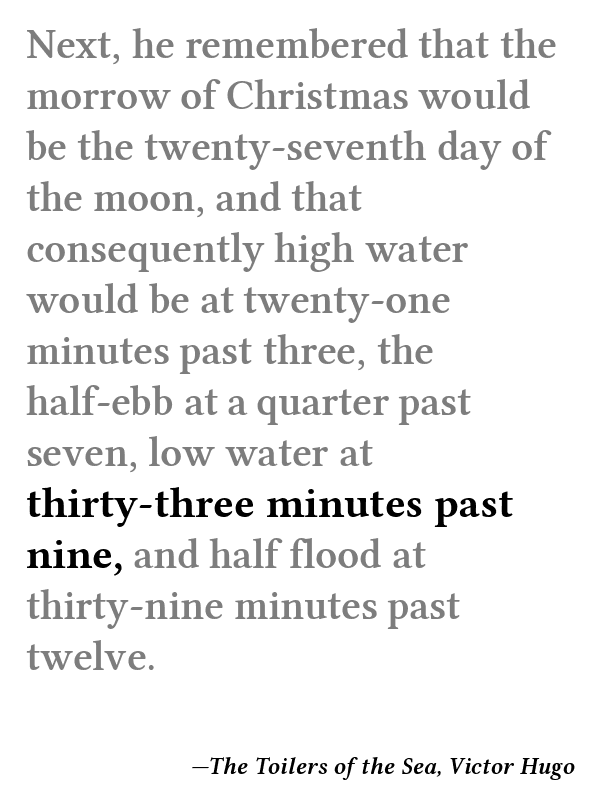 Next, he remembered that the
morrow of Christmas would
be the twenty-seventh day of
the moon, and that
consequently high water
would be at twenty-one
minutes past three, the
half-ebb at a quarter past
seven, low water at
thirty-three minutes past
nine, and half flood at
thirty-nine minutes past
twelve.
—The Toilers of the Sea, Victor Hugo